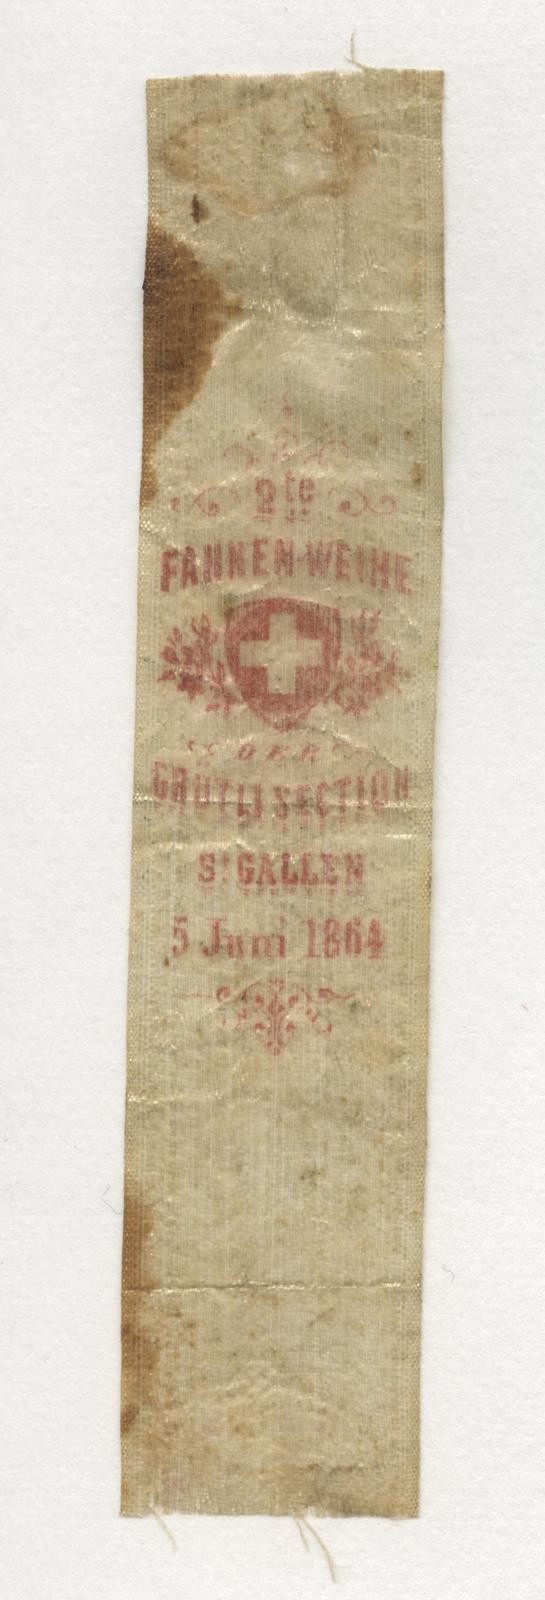 2te
FAHNEN-WEIHE
DER
GRÜTLI SECTION
St GALLEN
5 Juni 1864